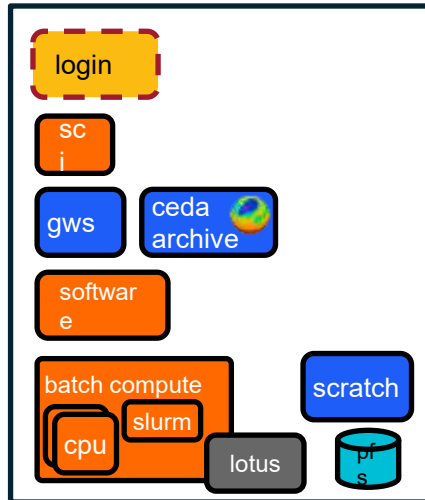 login
sc
i
gws
ceda
archive
softwar
e
batch compute
slurm
cpu
scratch
lotus
pf
s